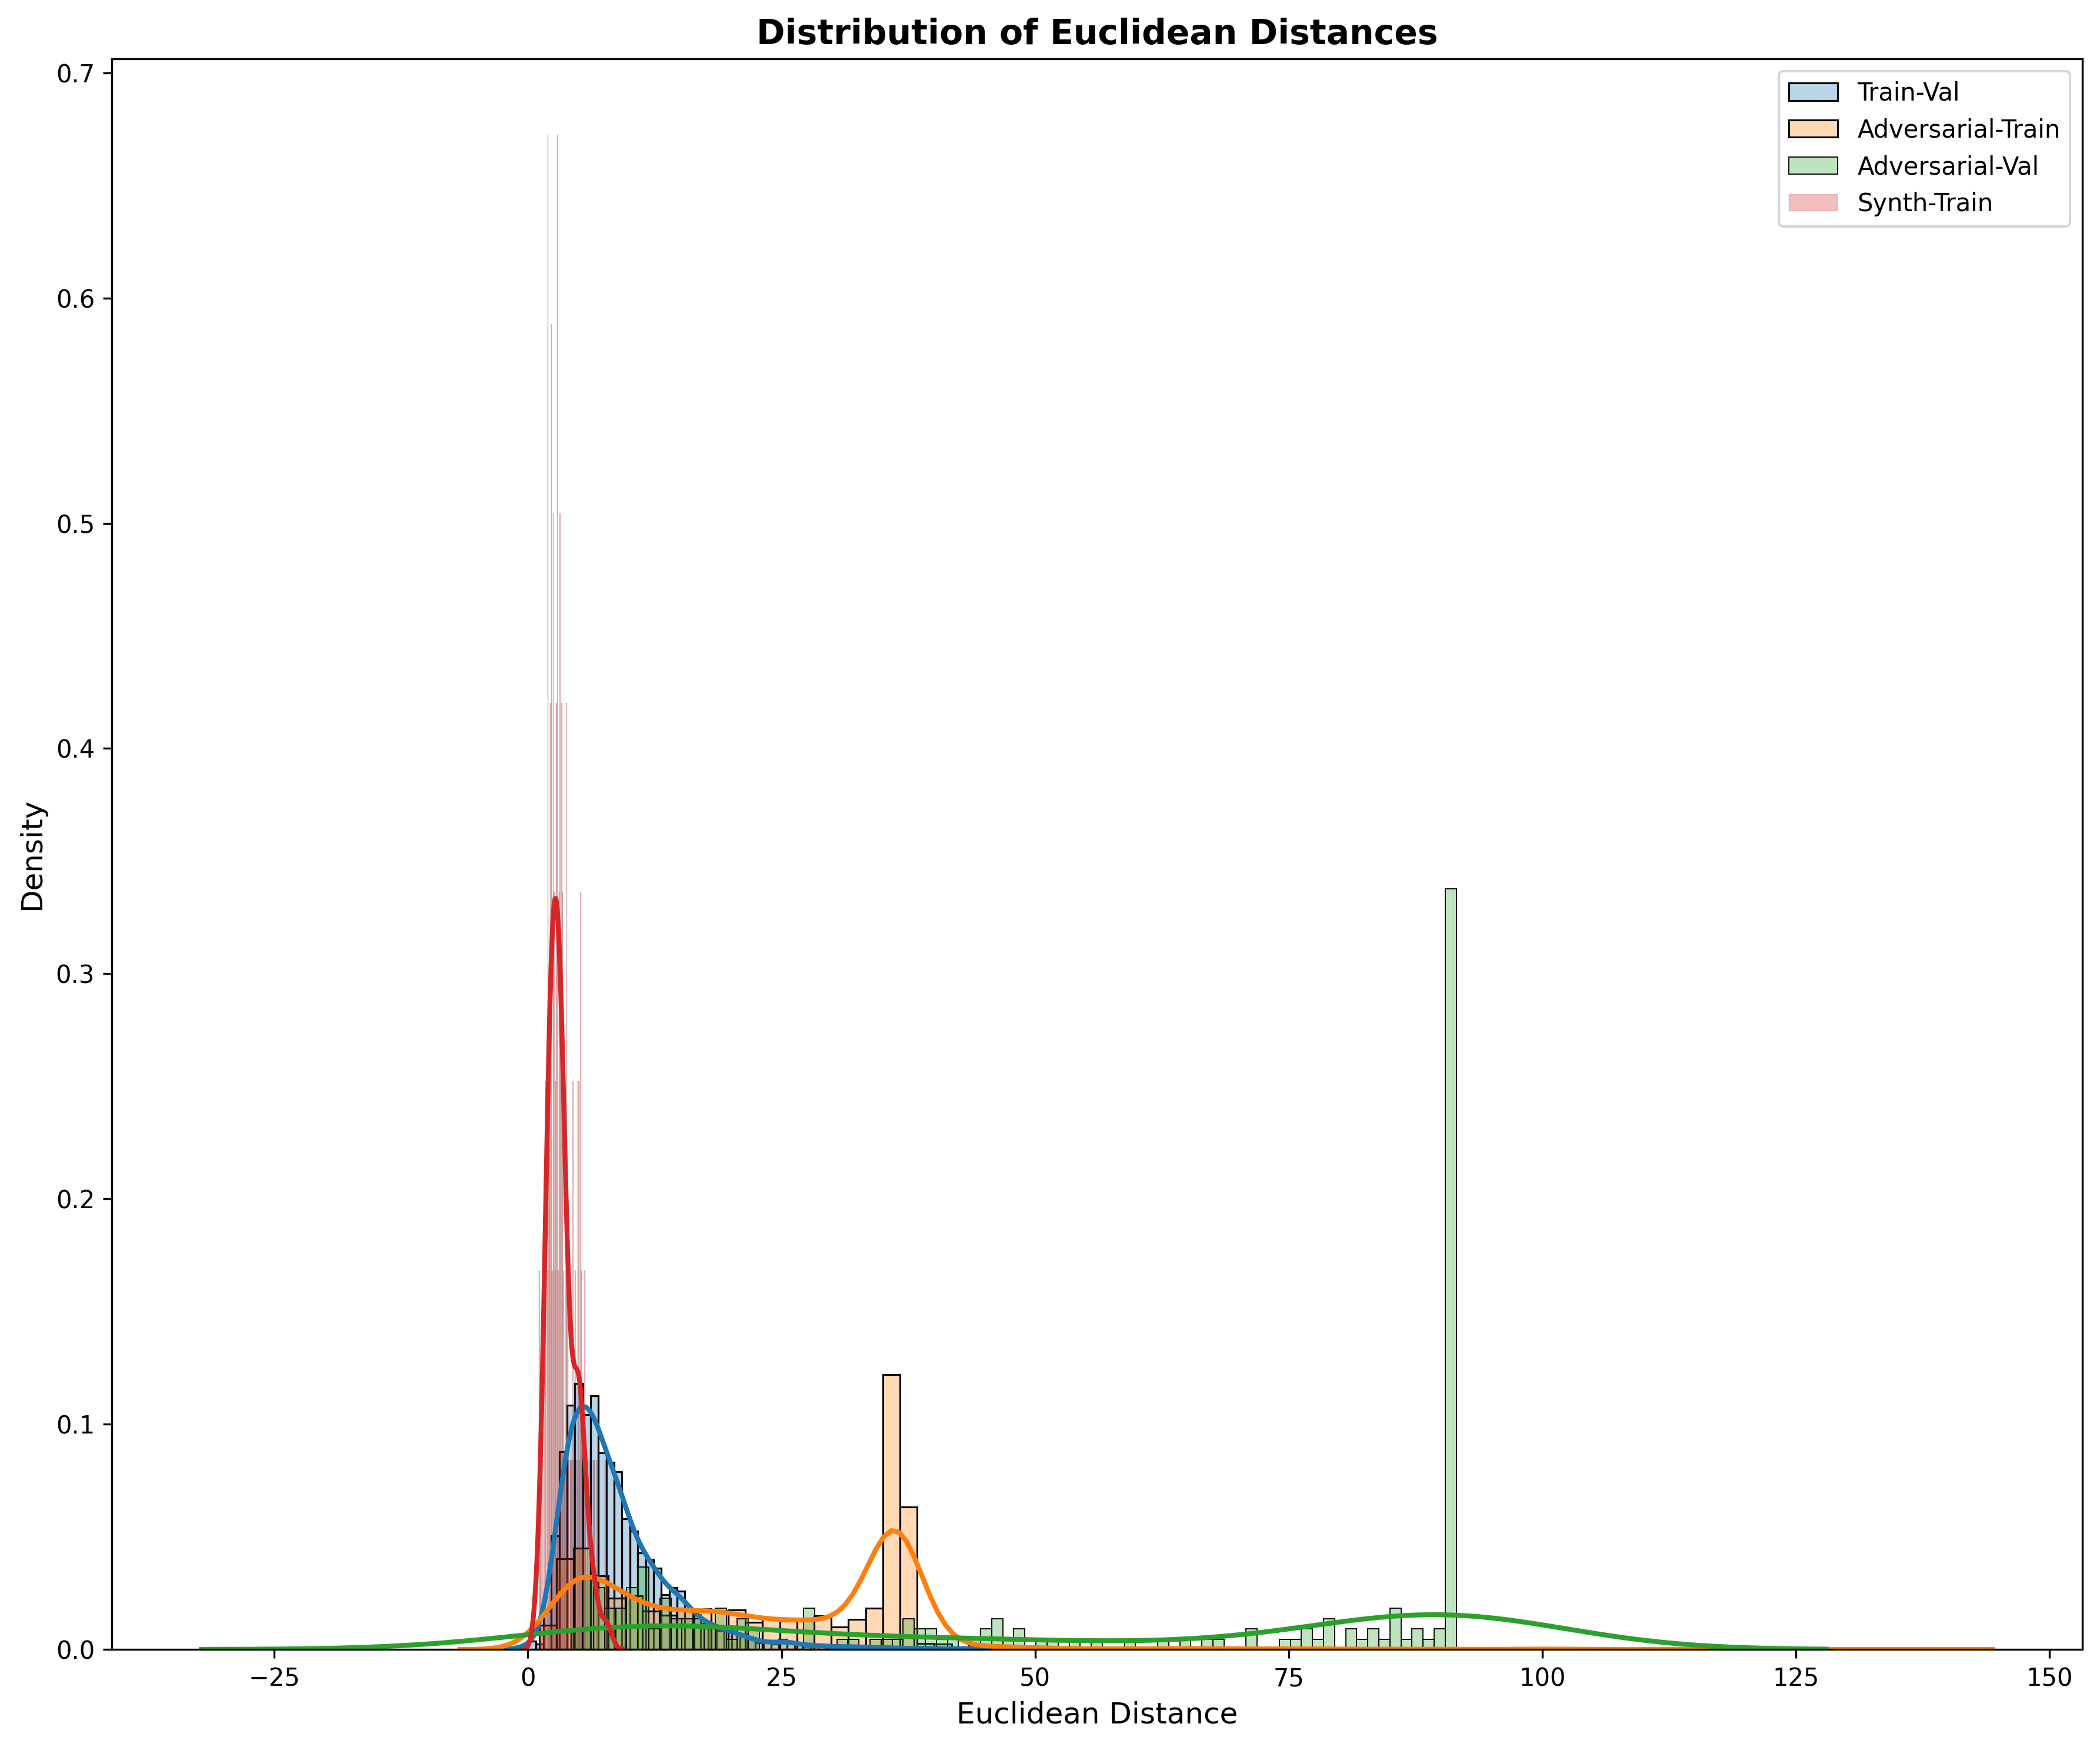 Distribution of Euclidean Distances
Train-Val
Adversarial-Train
Adversarial-Val
Synth-Train
Density
0.7
0.6
0.5
0.4
0.3
0.2
0.1
0.0
−25 0 25 50 75 100 125 150
Euclidean Distance